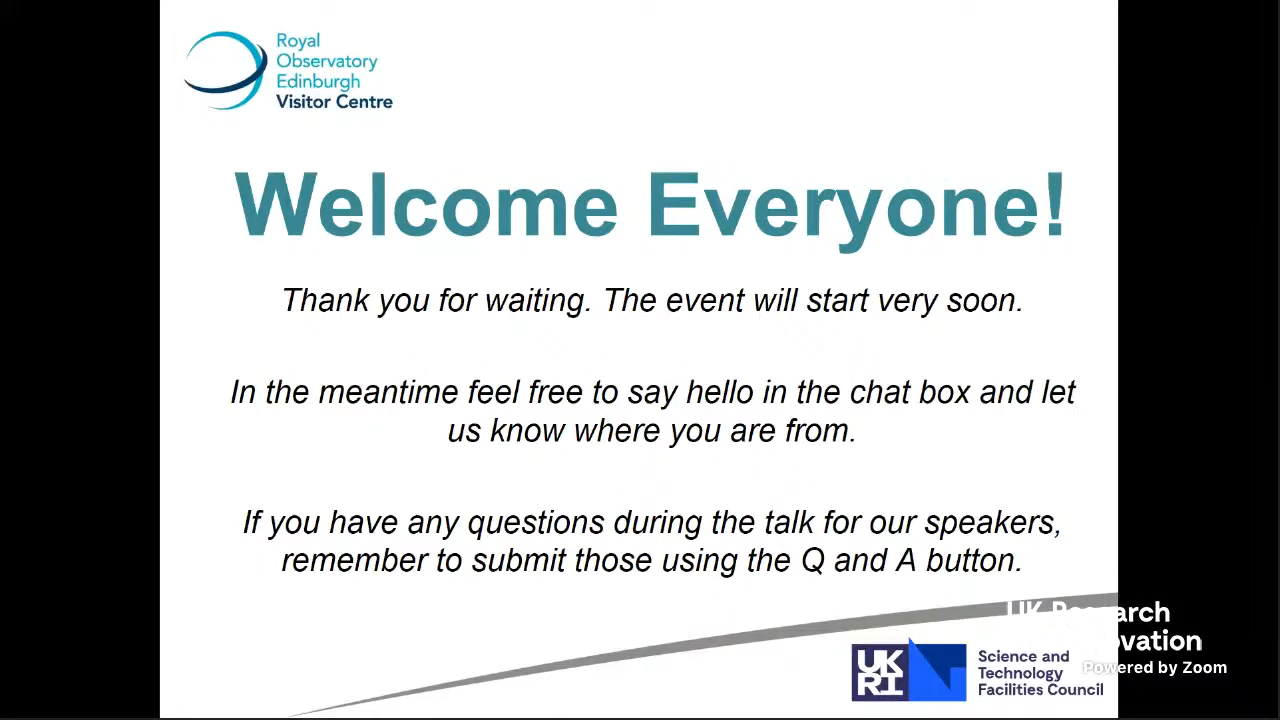 Royal
Observatory
Edinburgh
Visitor Centre
Welcome Everyone!
Thank you for waiting. The event will start very soon.
In the meantime feel free to say hello in the chat box and let
us know where you are from.
If you have any questions during the talk for our speakers,
remember to submit those using the Q and A button.
UK Research
Powered by Zoom
UK
RI
Science and
Technology
Facilities Council